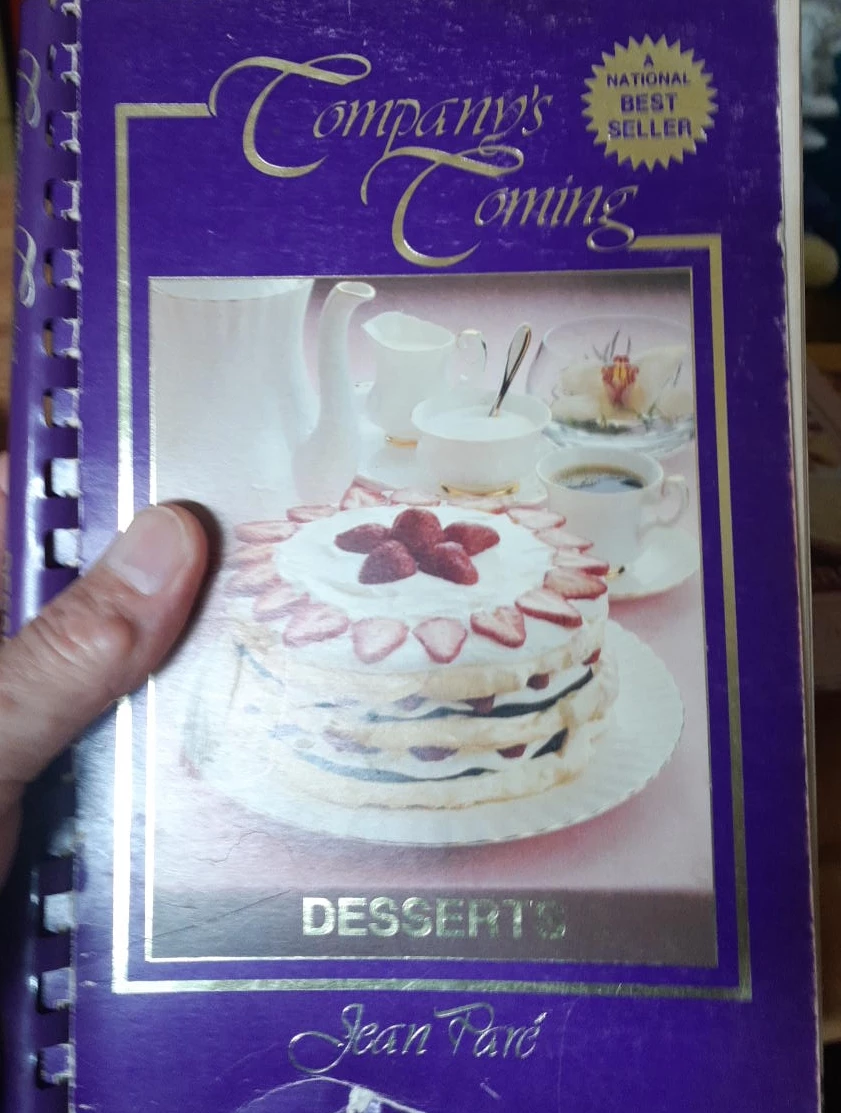 Company's
Coming
A
NATIONAL
BEST
SELLER
DESSERTS
Jean Paré